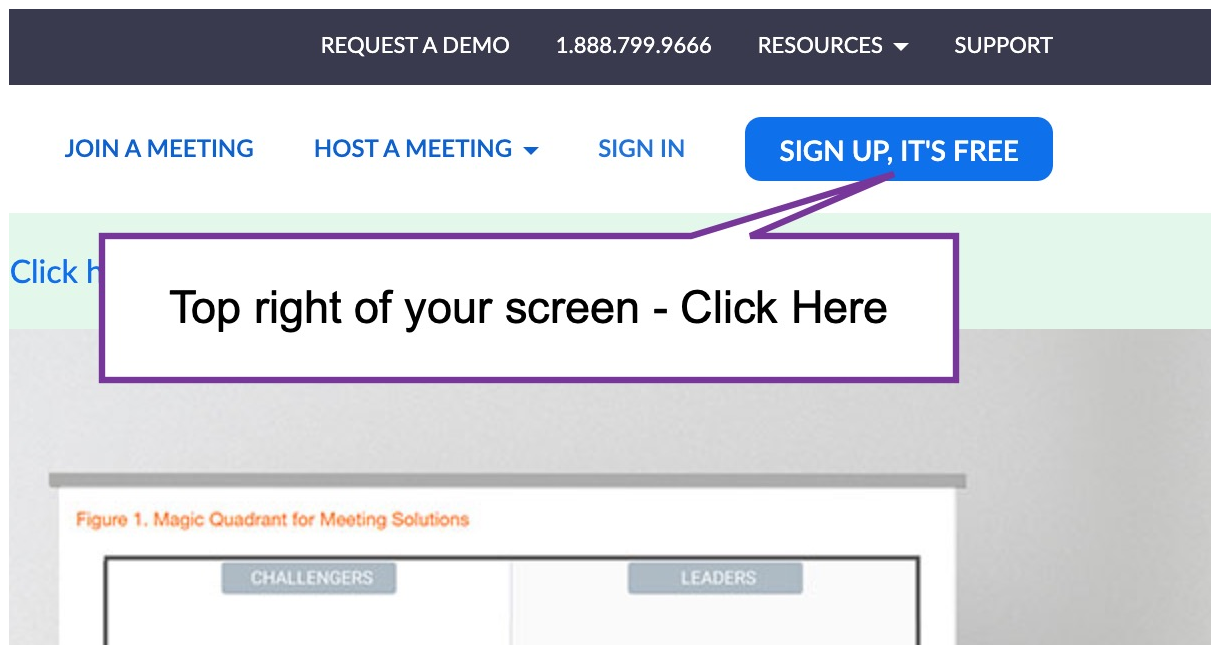 REQUEST A DEMO 1.888.799.9666 RESOURCES SUPPORT
JOIN A MEETING HOST A MEETING SIGN IN SIGN UP, IT'S FREE
Click
Top right of your screen - Click Here
Figure 1. Magic Quadrant for Meeting Solutions
CHALLENGERS LEADERS